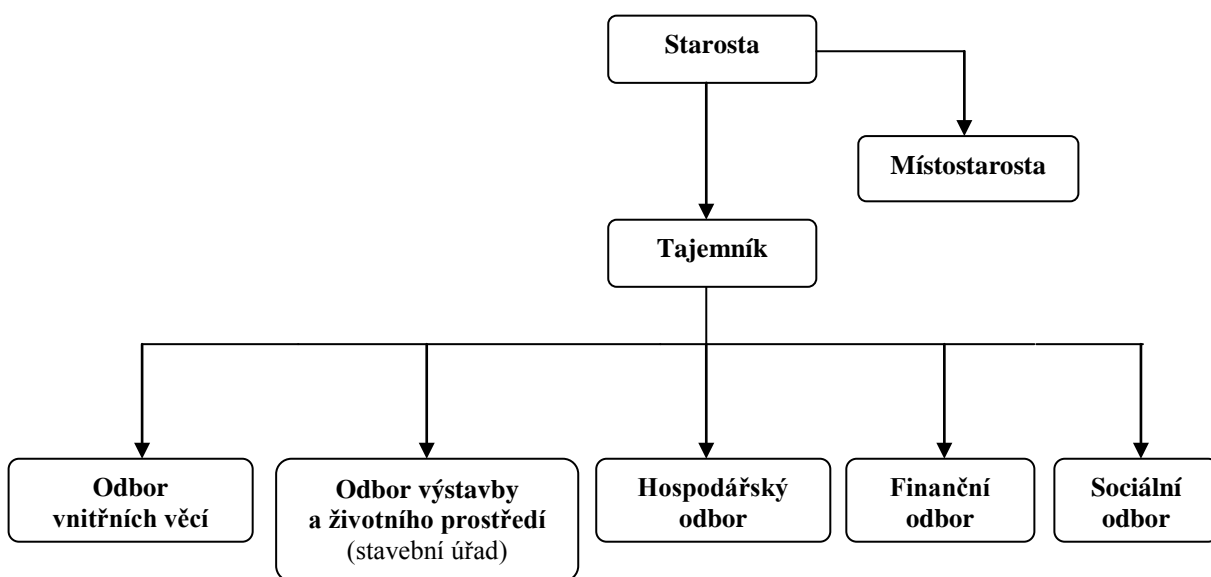 Starosta
Místostarosta
Tajemník
Odbor
vnitřních věcí
Odbor výstavby
a životního prostředí
(stavební úřad)
Hospodářský
odbor
Finanční
odbor
Sociální
odbor